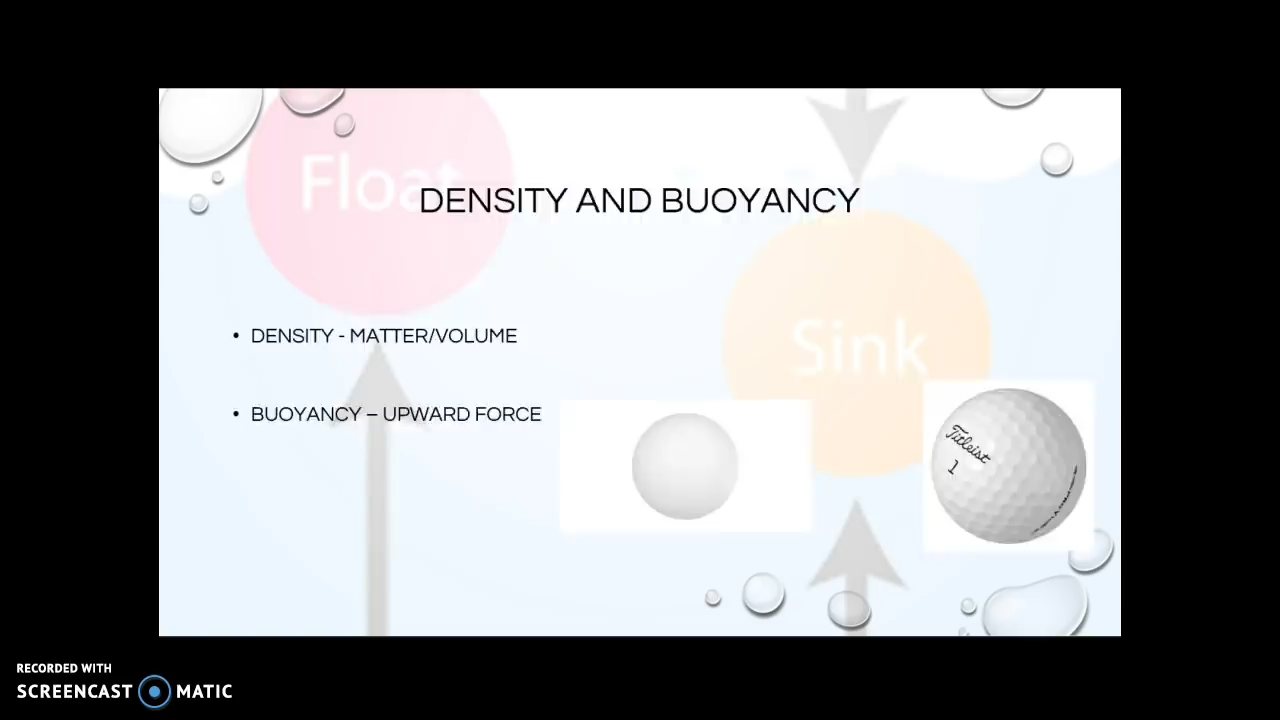 Float
DENSITY AND BUOYANCY
• DENSITY - MATTER/VOLUME
Sink
• BUOYANCY – UPWARD FORCE
Titleist
1
RECORDED WITH
SCREENCAST MATIC